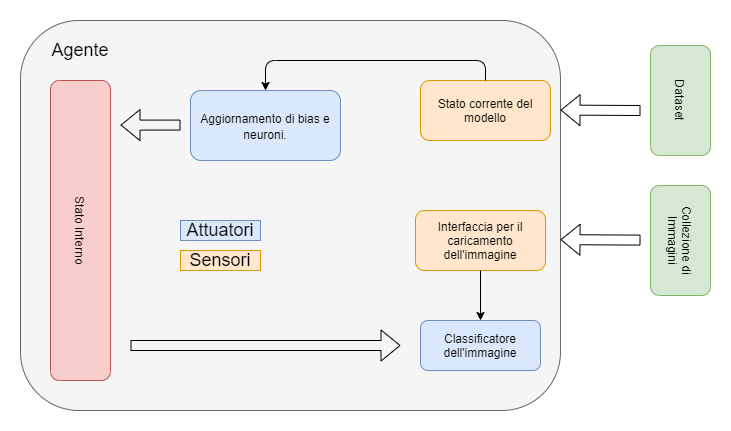 Agente
Stato Interno
Aggiornamento di bias e
neuroni.
Stato corrente del
modello
Dataset
Attuatori
Sensori
Interfaccia per il
caricamento
dell'immagine
Collezione di
Immagini
Classificatore
dell'immagine